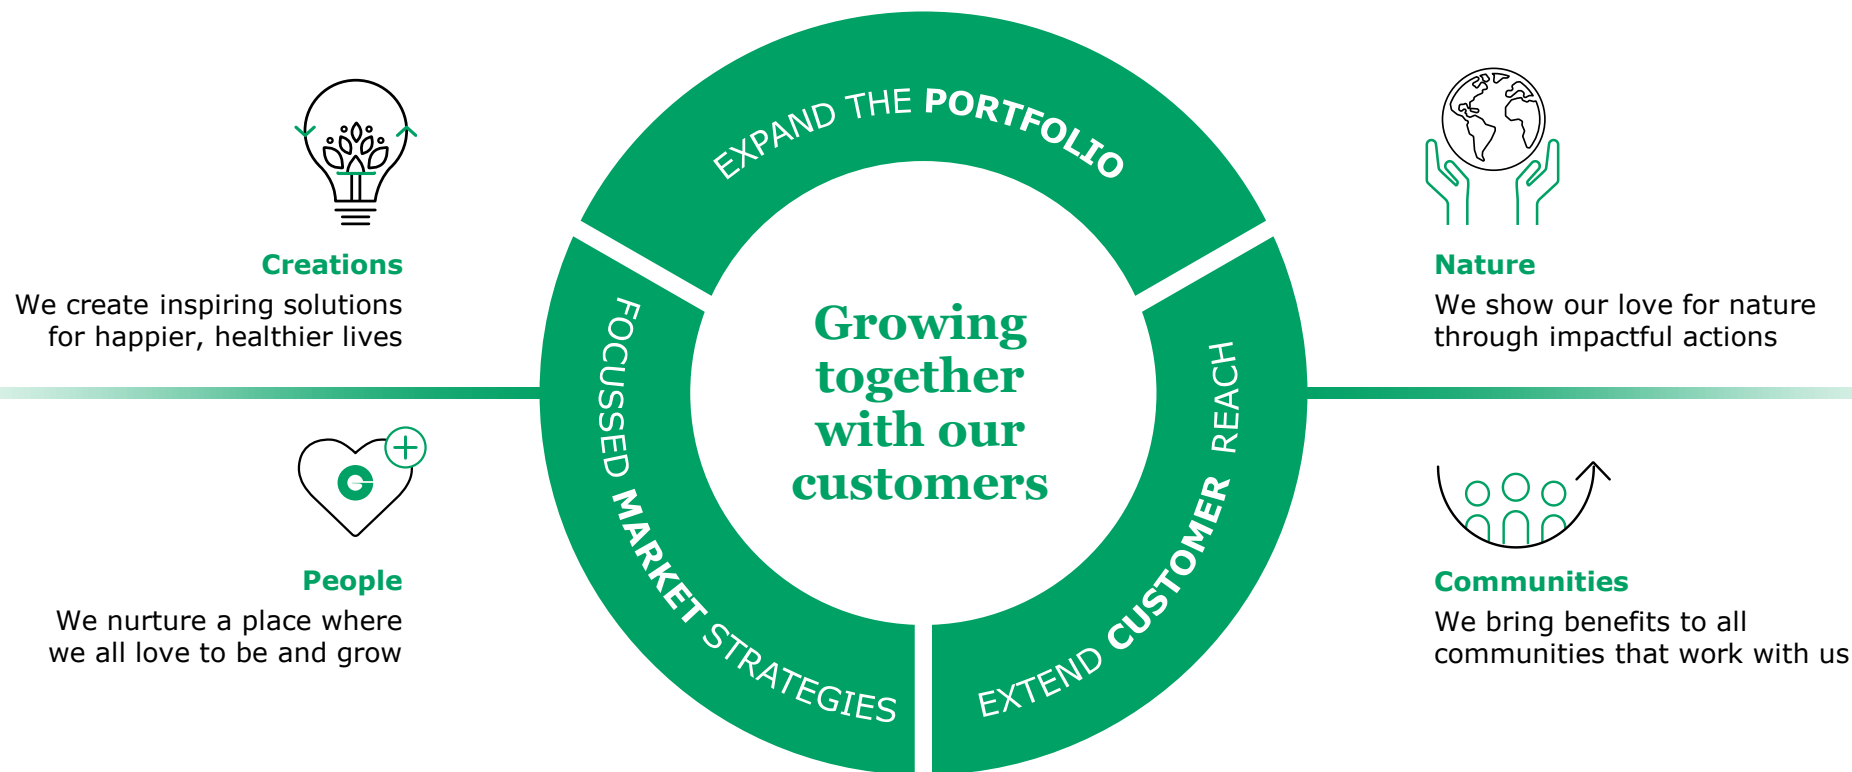 Creations
We create inspiring solutions
for happier, healthier lives
People
We nurture a place where
we all love to be and grow
EXPAND THE PORTFOLIO
FOCUSSED MARKET STRATEGIES
EXTEND CUSTOMER REACH
Growing
together
with our
customers
Nature
We show our love for nature
through impactful actions
Communities
We bring benefits to all
communities that work with us